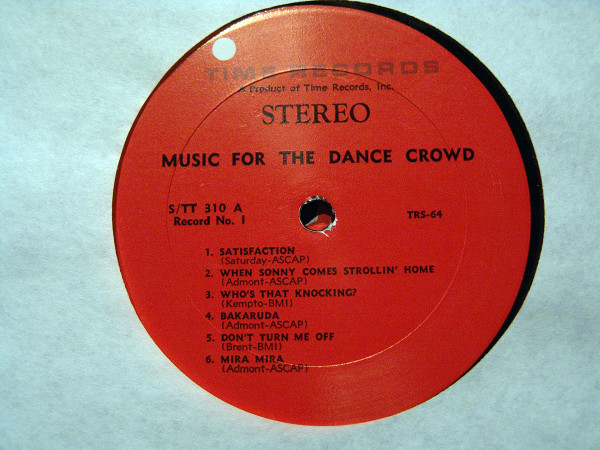 TIME RECORDS
A Product of Time Records, Inc.
STEREO
MUSIC FOR THE DANCE CROWD
S/TT 310 A
Record No. 1
TRS-64
1. SATISFACTION
(Saturday-ASCAP)
2. WHEN SONNY COMES STROLLIN' HOME
(Admont-ASCAP)
3. WHO'S THAT KNOCKING?
(Kempto-BMI)
4. BAKARUDA
(Admont-ASCAP)
5. DON'T TURN ME OFF
(Brent-BMI)
6. MIRA MIRA
(Admont-ASCAP)